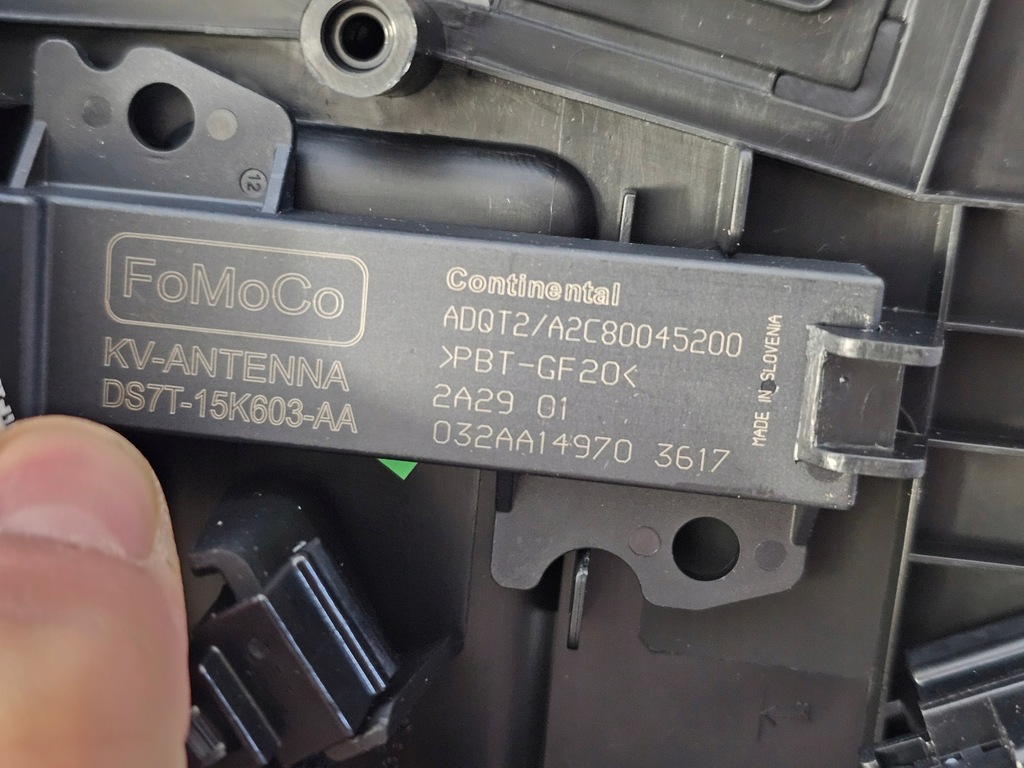 12
FoMoCo
KV-ANTENNA
DS7T-15K603-AA
Continental
ADQT2/A2C80045200
>PBT-GF20<
2A29 01
032AA14970 3617
MADE IN SLOVENIA